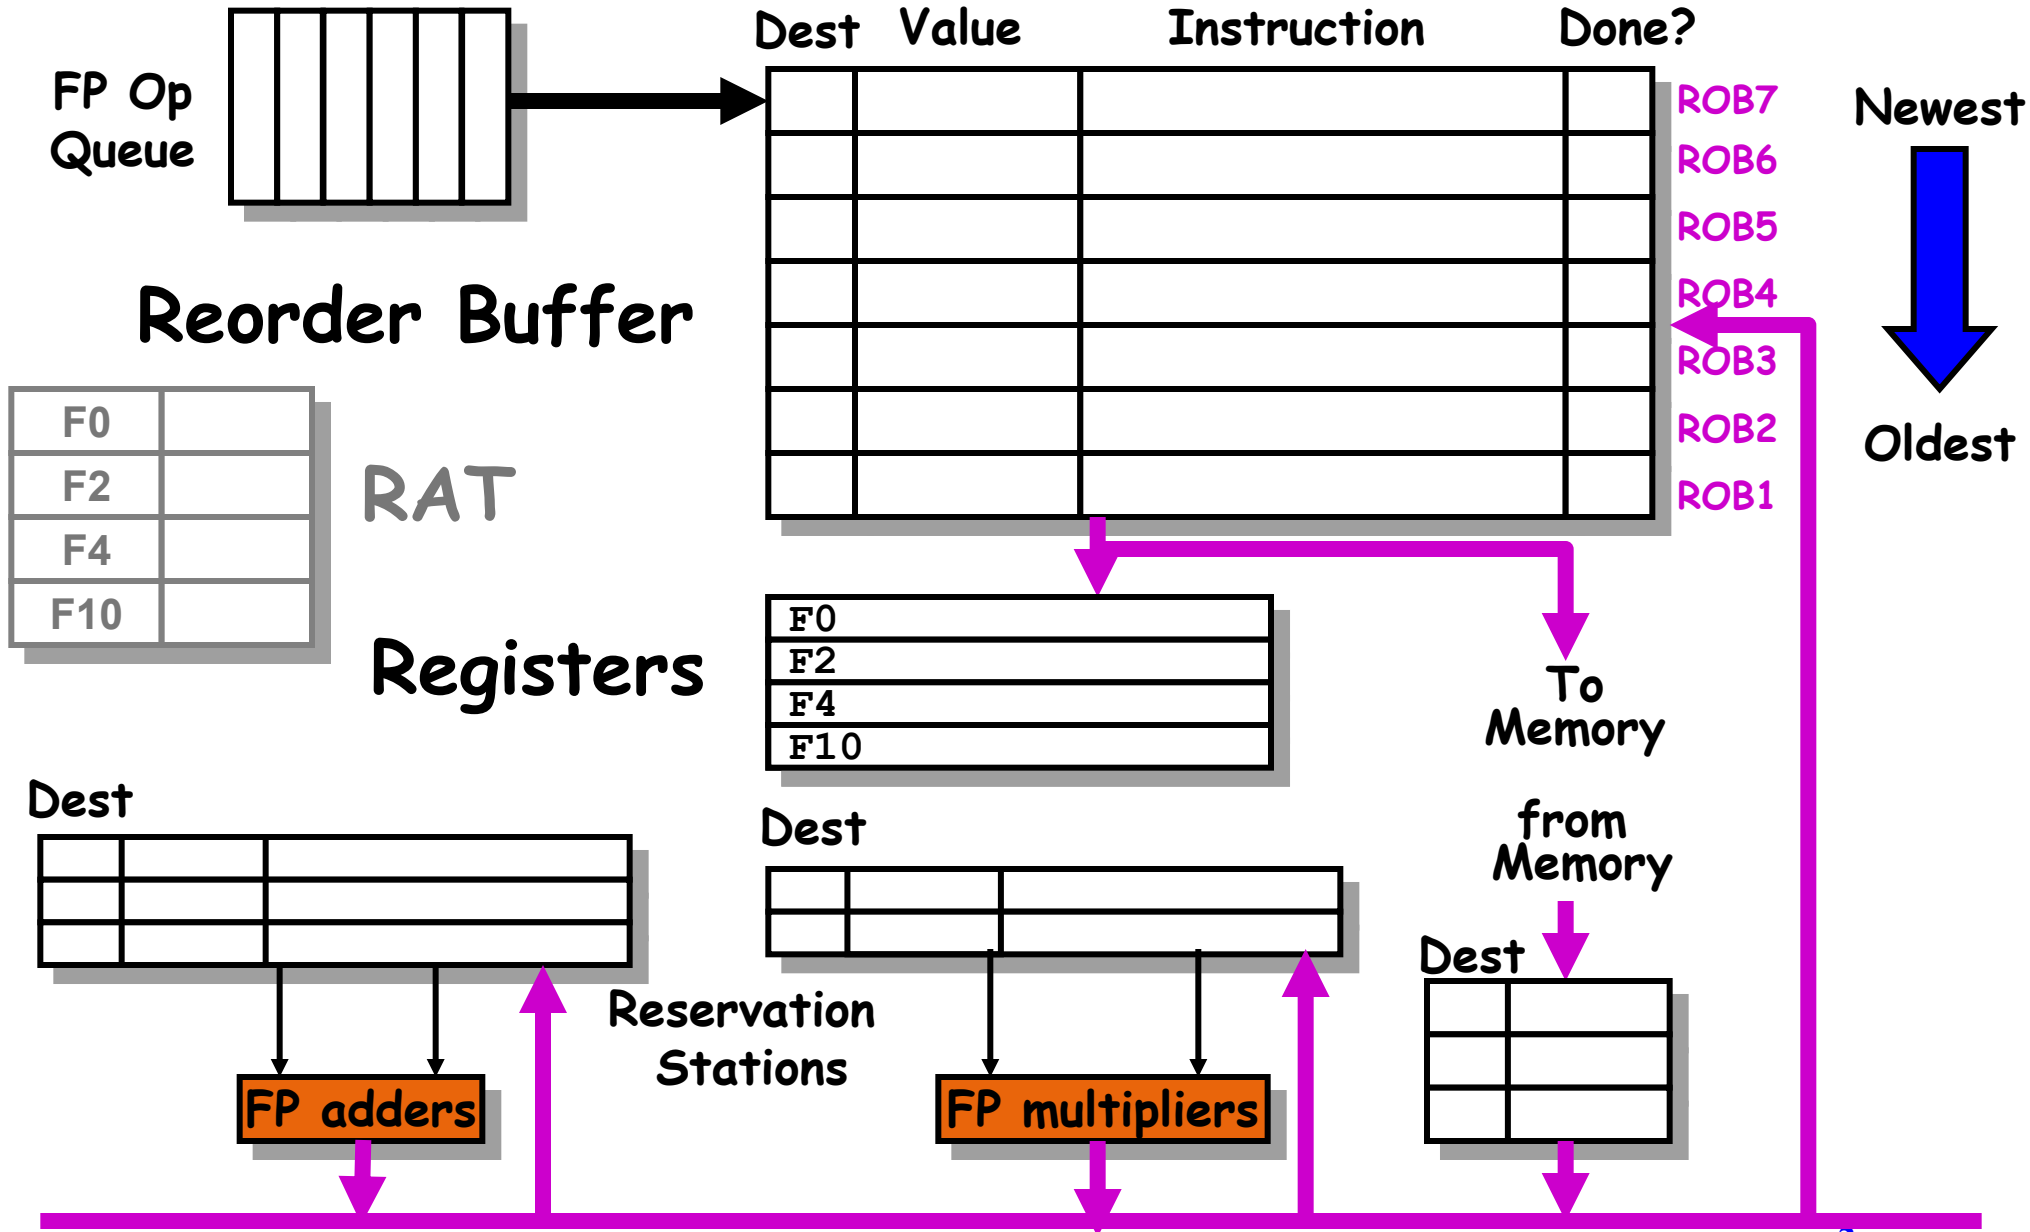 Dest Value Instruction Done?
FP Op
Queue
ROB7
ROB6
ROB5
ROB4
ROB3
ROB2
ROB1
Newest
Oldest
Reorder Buffer
F0
F2
F4
F10
RAT
Registers
F0
F2
F4
F10
To
Memory
from
Memory
Dest
Dest
Dest
Reservation
Stations
FP adders
FP multipliers